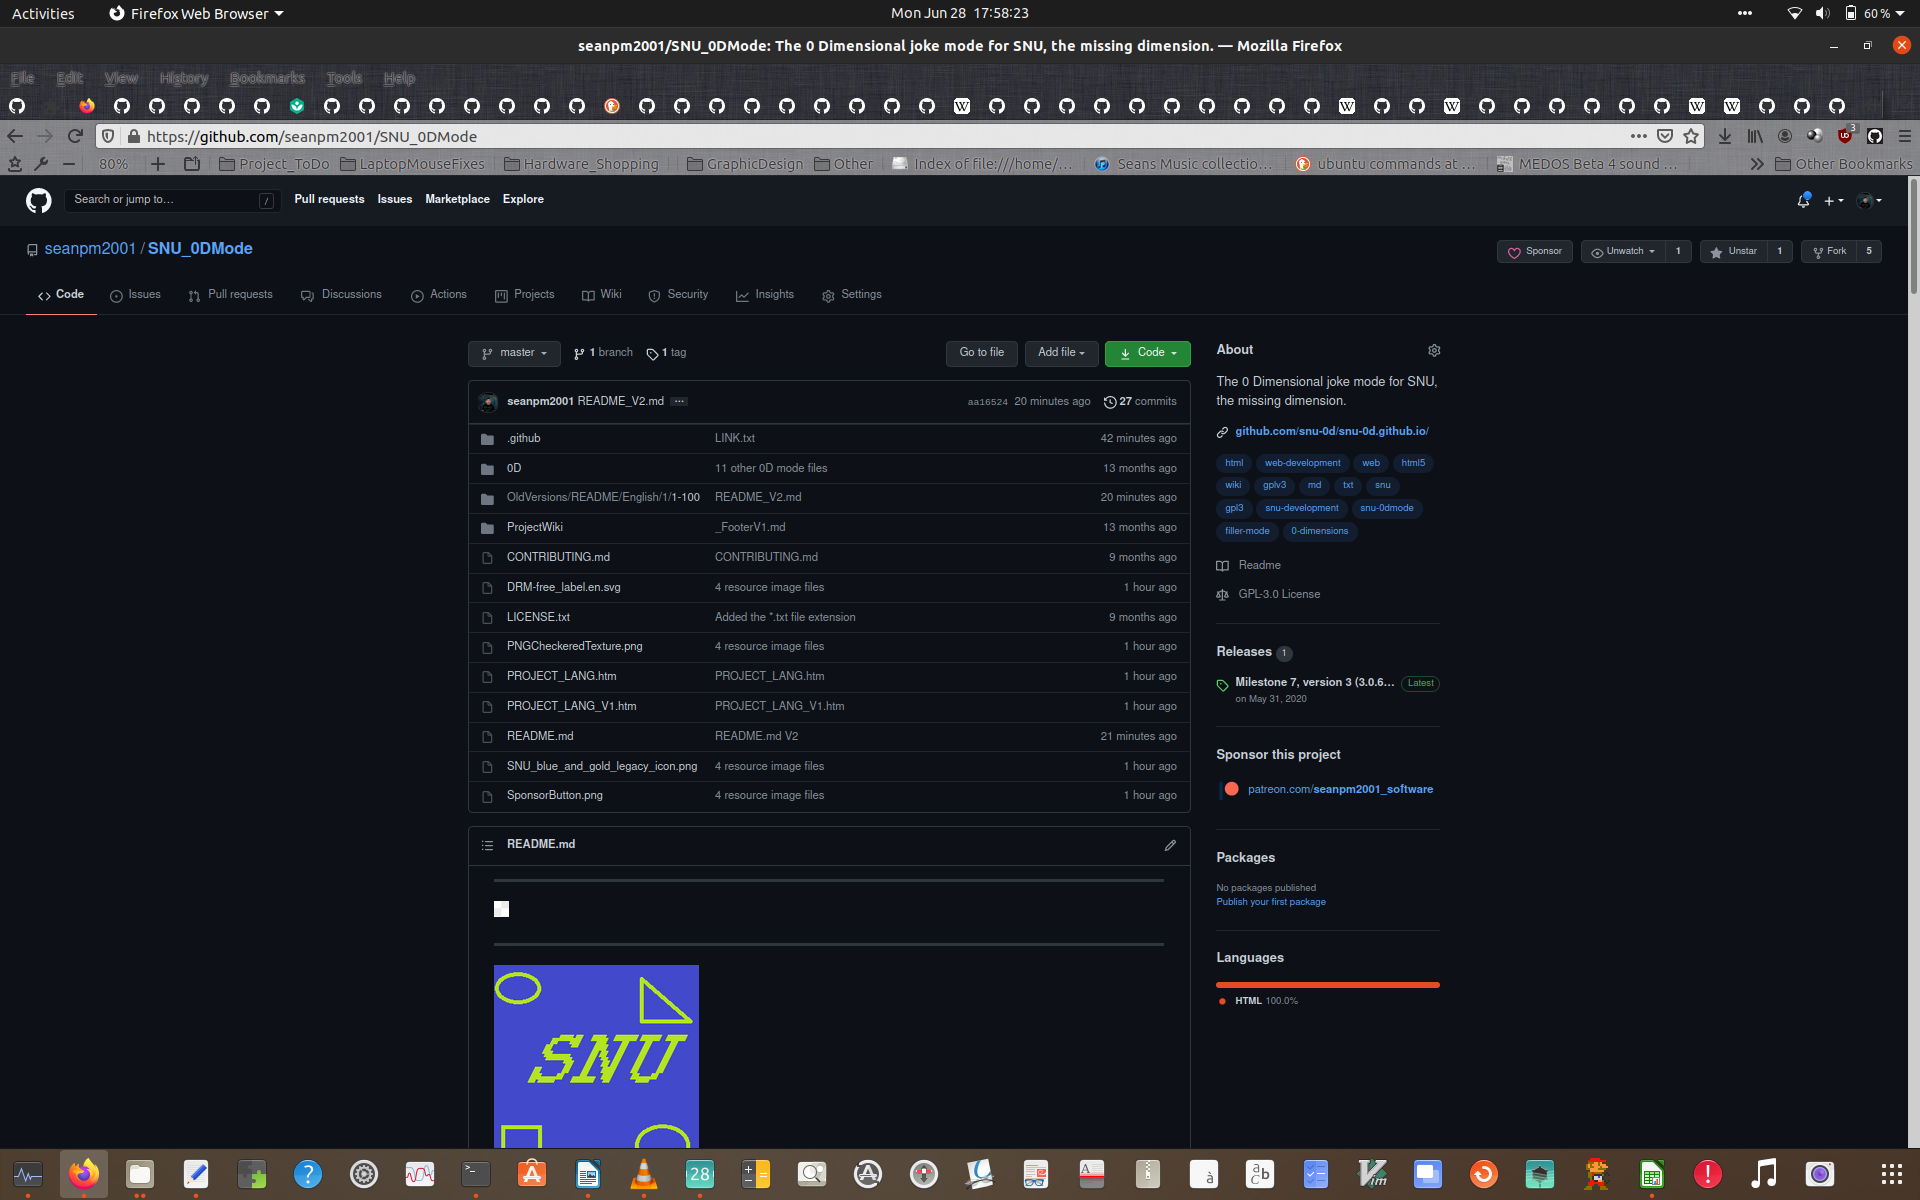 Activities Firefox Web Browser Mon Jun 28 17:58:23 60 %
seanpm2001/SNU_0DMode: The 0 Dimensional joke mode for SNU, the missing dimension. — Mozilla Firefox
File Edit View History Bookmarks Tools Help
https://github.com/seanpm2001/SNU_0DMode 3
80% Project_ToDo LaptopMouseFixes Hardware_Shopping GraphicDesign Other Index of file:///home/... Seans Music collectio... ubuntu commands at ... MEDOS Beta 4 sound ... Other Bookmarks
Search or jump to... / Pull requests Issues Marketplace Explore
seanpm2001 / SNU_0DMode Sponsor Unwatch 1 Unstar 1 Fork 5
Code Issues Pull requests Discussions Actions Projects Wiki Security Insights Settings
master 1 branch 1 tag Go to file Add file Code
seanpm2001 README_V2.md ... aa16524 20 minutes ago 27 commits
.github LINK.txt 42 minutes ago
0D 11 other 0D mode files 13 months ago
OldVersions/README/English/1/1-100 README_V2.md 20 minutes ago
ProjectWiki _FooterV1.md 13 months ago
CONTRIBUTING.md CONTRIBUTING.md 9 months ago
DRM-free_label.en.svg 4 resource image files 1 hour ago
LICENSE.txt Added the *.txt file extension 9 months ago
PNGCheckeredTexture.png 4 resource image files 1 hour ago
PROJECT_LANG.htm PROJECT_LANG.htm 1 hour ago
PROJECT_LANG_V1.htm PROJECT_LANG_V1.htm 1 hour ago
README.md README.md V2 21 minutes ago
SNU_blue_and_gold_legacy_icon.png 4 resource image files 1 hour ago
SponsorButton.png 4 resource image files 1 hour ago
README.md
SNU
About
The 0 Dimensional joke mode for SNU,
the missing dimension.
github.com/snu-0d/snu-0d.github.io/
html web-development web html5
wiki gplv3 md txt snu
gpl3 snu-development snu-0dmode
filler-mode 0-dimensions
Readme
GPL-3.0 License
Releases 1
Milestone 7, version 3 (3.0.6... Latest
on May 31, 2020
Sponsor this project
patreon.com/seanpm2001_software
Packages
No packages published
Publish your first package
Languages
HTML 100.0%
28